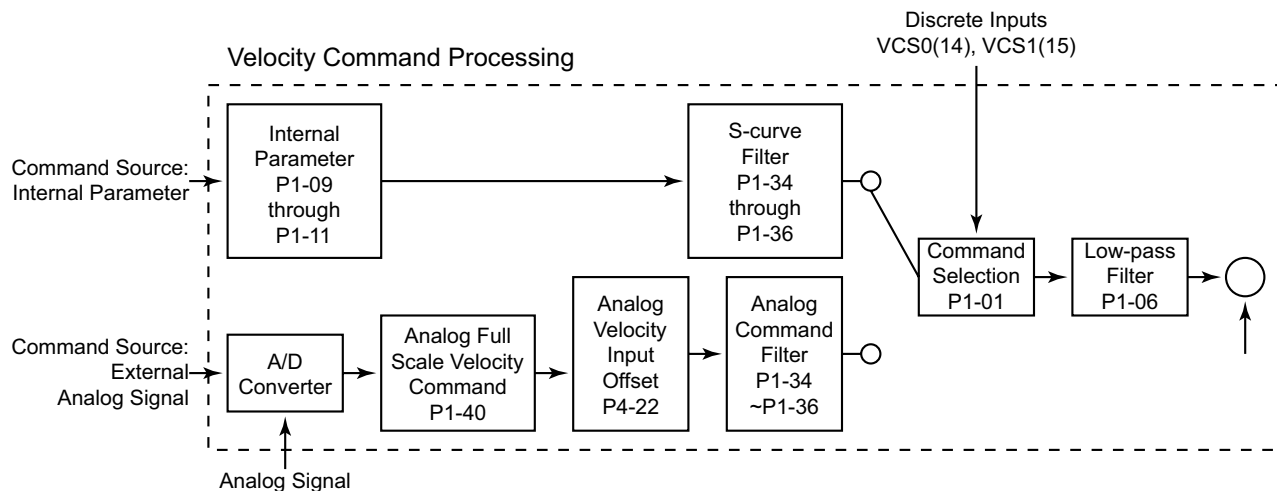 Discrete Inputs
VCS0(14), VCS1(15)
Velocity Command Processing
Command Source:
Internal Parameter
Internal
Parameter
P1-09
through
P1-11
S-curve
Filter
P1-34
through
P1-36
Command
Selection
P1-01
Low-pass
Filter
P1-06
Command Source:
External
Analog Signal
A/D
Converter
Analog Full
Scale Velocity
Command
P1-40
Analog
Velocity
Input
Offset
P4-22
Analog
Command
Filter
P1-34
~P1-36
Analog Signal